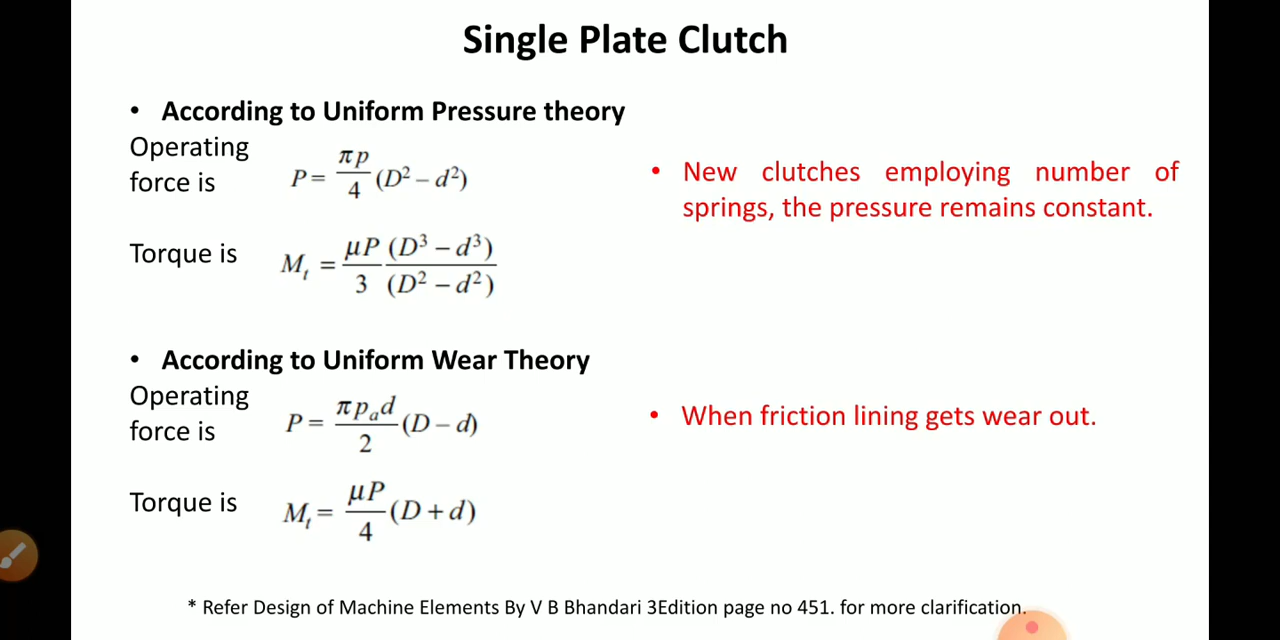 Single Plate Clutch
• According to Uniform Pressure theory
Operating
force is
P = πp/4 (D² – d²)
Torque is
Mₜ = μP/3 (D³ – d³)/(D² – d²)
• New clutches employing number of
springs, the pressure remains constant.
• According to Uniform Wear Theory
Operating
force is
P = πpₐd/2 (D – d)
Torque is
Mₜ = μP/4 (D + d)
• When friction lining gets wear out.
* Refer Design of Machine Elements By V B Bhandari 3Edition page no 451. for more clarification.